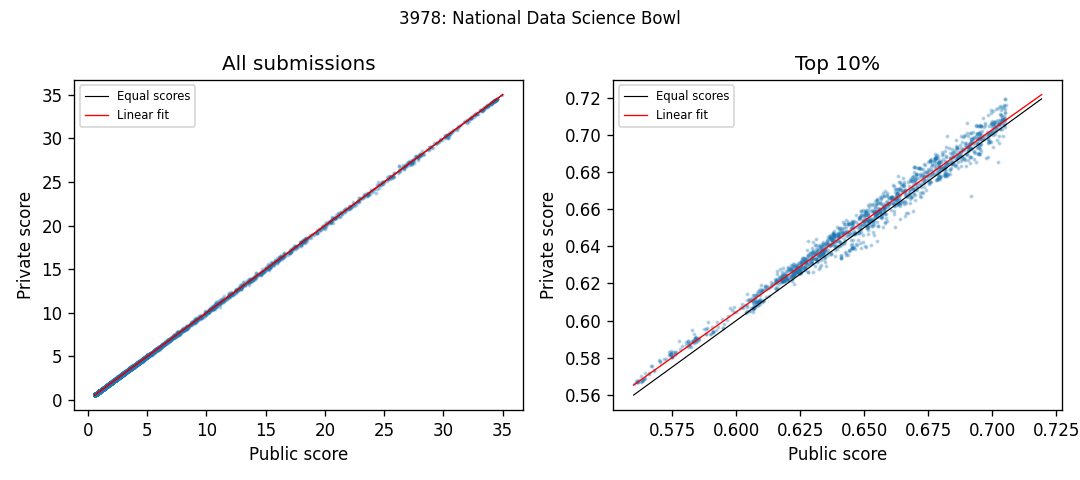 3978: National Data Science Bowl
All submissions
Equal scores
Linear fit
35
30
25
20
15
10
5
0
Private score
0 5 10 15 20 25 30 35
Public score
Top 10%
Equal scores
Linear fit
0.72
0.70
0.68
0.66
0.64
0.62
0.60
0.58
0.56
Private score
0.575 0.600 0.625 0.650 0.675 0.700 0.725
Public score